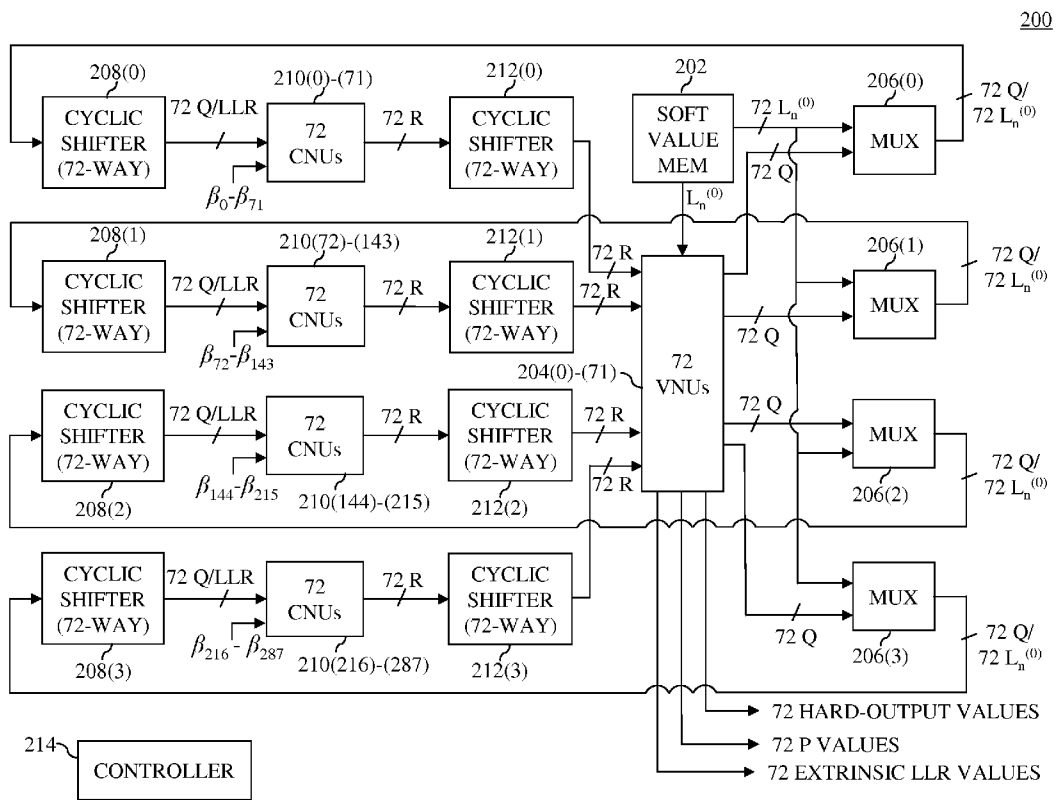 200
208(0)
210(0)-(71)
212(0)
202
206(0)
CYCLIC
SHIFTER
(72-WAY)
72 Q/LLR
72
CNUs
72 R
CYCLIC
SHIFTER
(72-WAY)
SOFT
VALUE
MEM
72 Lₙ⁽⁰⁾
72 Q
MUX
72 Q/
72 Lₙ⁽⁰⁾
β₀-β₇₁
Lₙ⁽⁰⁾
208(1)
210(72)-(143)
212(1)
206(1)
CYCLIC
SHIFTER
(72-WAY)
72 Q/LLR
72
CNUs
72 R
CYCLIC
SHIFTER
(72-WAY)
72 R
72 R
72 Q
MUX
72 Q/
72 Lₙ⁽⁰⁾
β₇₂-β₁₄₃
204(0)-(71)
72
VNUs
CYCLIC
SHIFTER
(72-WAY)
72 Q/LLR
72
CNUs
72 R
CYCLIC
SHIFTER
(72-WAY)
72 R
72 R
72 Q
MUX
72 Q/
72 Lₙ⁽⁰⁾
β₁₄₄-β₂₁₅
208(2)
210(144)-(215)
212(2)
206(2)
CYCLIC
SHIFTER
(72-WAY)
72 Q/LLR
72
CNUs
72 R
CYCLIC
SHIFTER
(72-WAY)
72 Q
MUX
72 Q/
72 Lₙ⁽⁰⁾
β₂₁₆ - β₂₈₇
208(3)
210(216)-(287)
212(3)
206(3)
72 HARD-OUTPUT VALUES
72 P VALUES
72 EXTRINSIC LLR VALUES
214
CONTROLLER